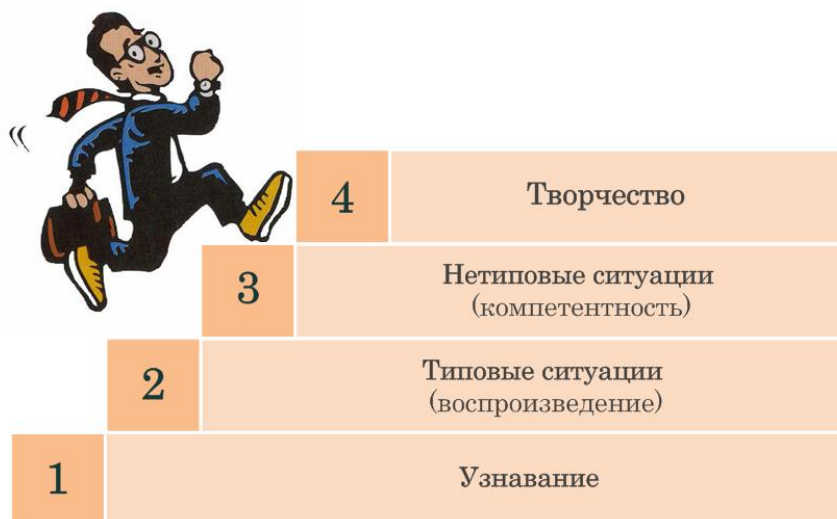 4
Творчество
3
Нетиповые ситуации
(компетентность)
2
Типовые ситуации
(воспроизведение)
1
Узнавание